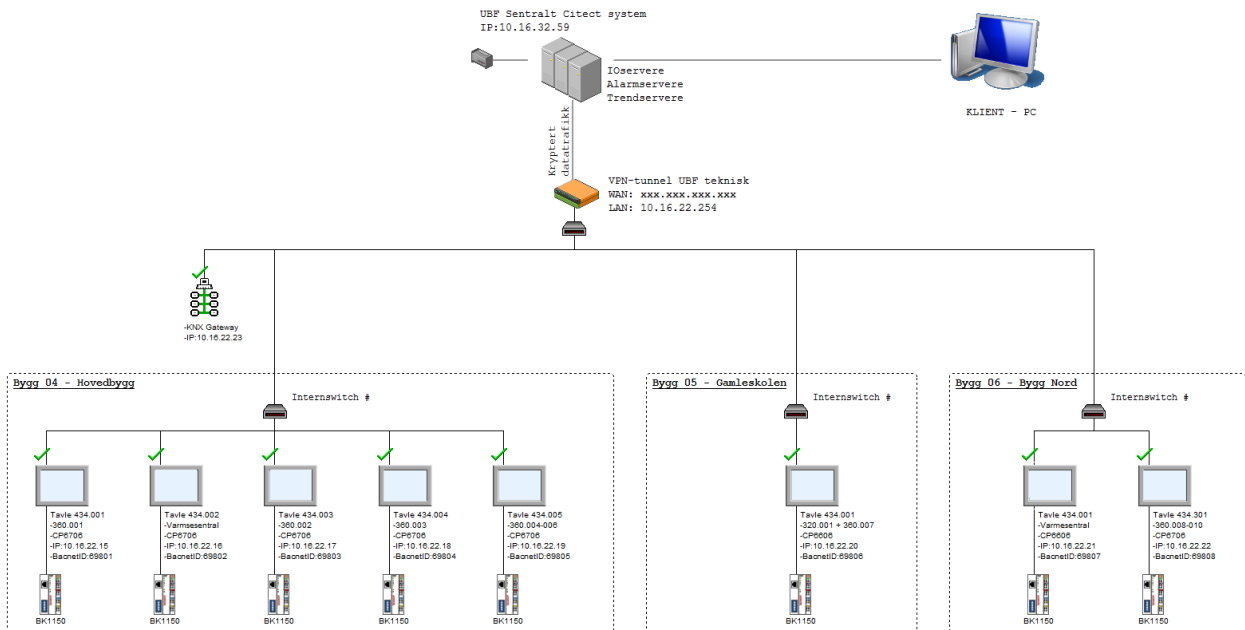 UBF Sentralt Citect system
IP:10.16.32.59
IOservere
Alarmservere
Trendservere
KLIENT - PC
Kryptert
datatrafikk
VPN-tunnel UBF teknisk
WAN: xxx.xxx.xxx.xxx
LAN: 10.16.22.254
-KNX Gateway
-IP:10.16.22.23
Bygg 04 - Hovedbygg
Internswitch #
Tavle 434.001
-360.001
-CP6706
-IP:10.16.22.15
-BacnetID:69801
BK1150
Tavle 434.002
-Varmsesentral
-CP6706
-IP:10.16.22.16
-BacnetID:69802
BK1150
Tavle 434.003
-360.002
-CP6706
-IP:10.16.22.17
-BacnetID:69803
BK1150
Tavle 434.004
-360.003
-CP6706
-IP:10.16.22.18
-BacnetID:69804
BK1150
Tavle 434.005
-360.004-006
-CP6706
-IP:10.16.22.19
-BacnetID:69805
BK1150
Bygg 05 - Gamleskolen
Internswitch #
Tavle 434.001
-320.001 + 360.007
-CP6606
-IP:10.16.22.20
-BacnetID:69806
BK1150
Bygg 06 - Bygg Nord
Internswitch #
Tavle 434.001
-Varmesentral
-CP6606
-IP:10.16.22.21
-BacnetID:69807
BK1150
Tavle 434.301
-360.008-010
-CP6706
-IP:10.16.22.22
-BacnetID:69808
BK1150